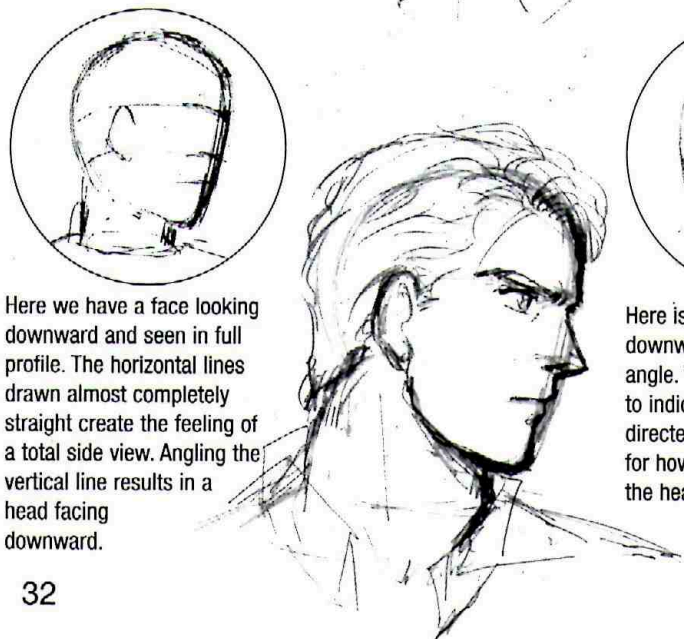 Here we have a face looking
downward and seen in full
profile. The horizontal lines
drawn almost completely
straight create the feeling of
a total side view. Angling the
vertical line results in a
head facing
downward.
Here is
angle.
to indic
directe
for how
the hea
32